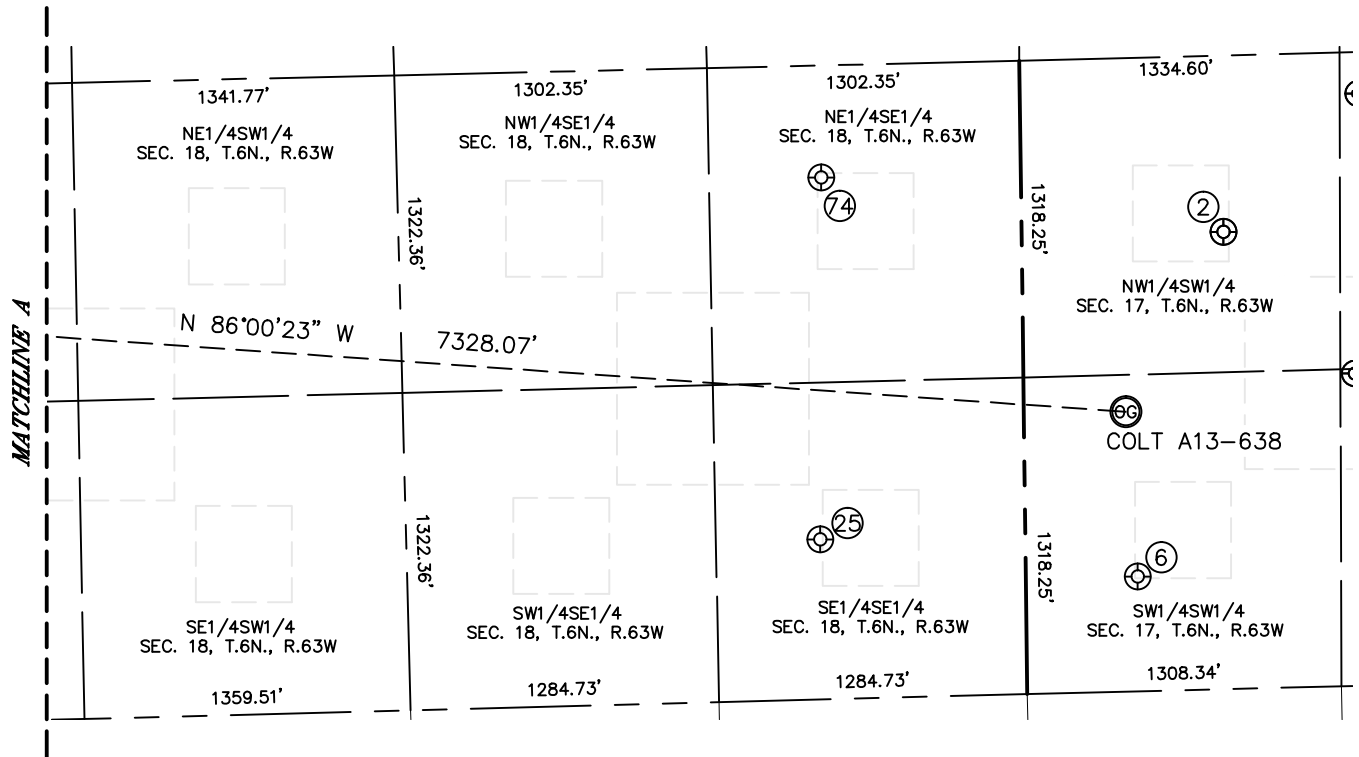 1341.77'
1302.35'
1302.35'
1334.60'
NE1/4SW1/4
SEC. 18, T.6N., R.63W
NW1/4SE1/4
SEC. 18, T.6N., R.63W
NE1/4SE1/4
SEC. 18, T.6N., R.63W
74
2
1322.36'
1318.25'
NW1/4SW1/4
SEC. 17, T.6N., R.63W
MATCHLINE A
N 86°00'23" W
7328.07'
OG
COLT A13-638
1322.36'
25
1318.25'
6
SE1/4SW1/4
SEC. 18, T.6N., R.63W
SW1/4SE1/4
SEC. 18, T.6N., R.63W
SE1/4SE1/4
SEC. 18, T.6N., R.63W
SW1/4SW1/4
SEC. 17, T.6N., R.63W
1359.51'
1284.73'
1284.73'
1308.34'